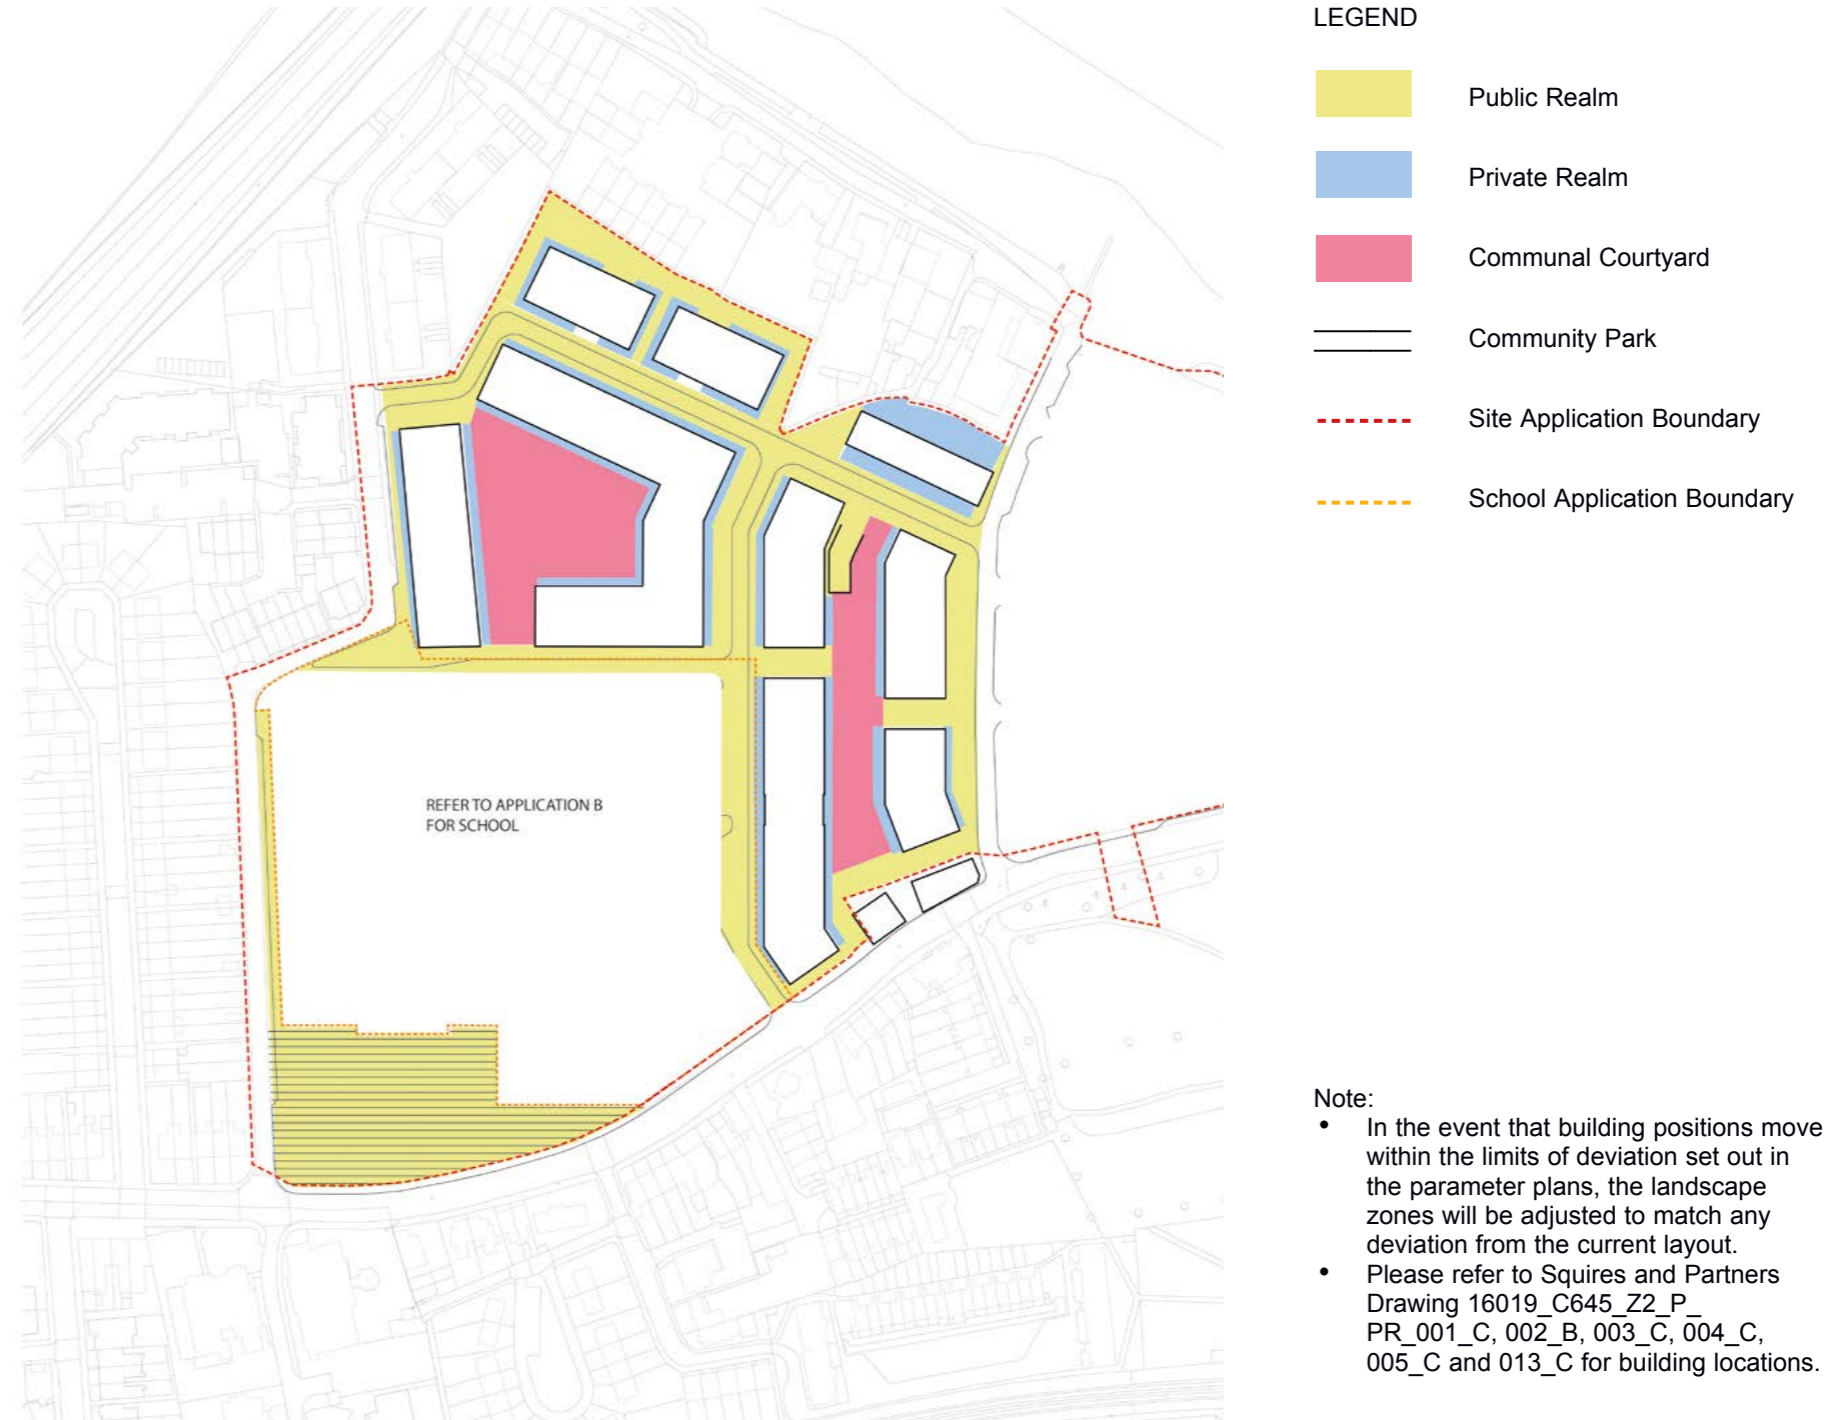 LEGEND
Public Realm
Private Realm
Communal Courtyard
Community Park
Site Application Boundary
School Application Boundary
REFER TO APPLICATION B
FOR SCHOOL
Note:
• In the event that building positions move
within the limits of deviation set out in
the parameter plans, the landscape
zones will be adjusted to match any
deviation from the current layout.
• Please refer to Squires and Partners
Drawing 16019_C645_Z2_P_
PR_001_C, 002_B, 003_C, 004_C,
005_C and 013_C for building locations.